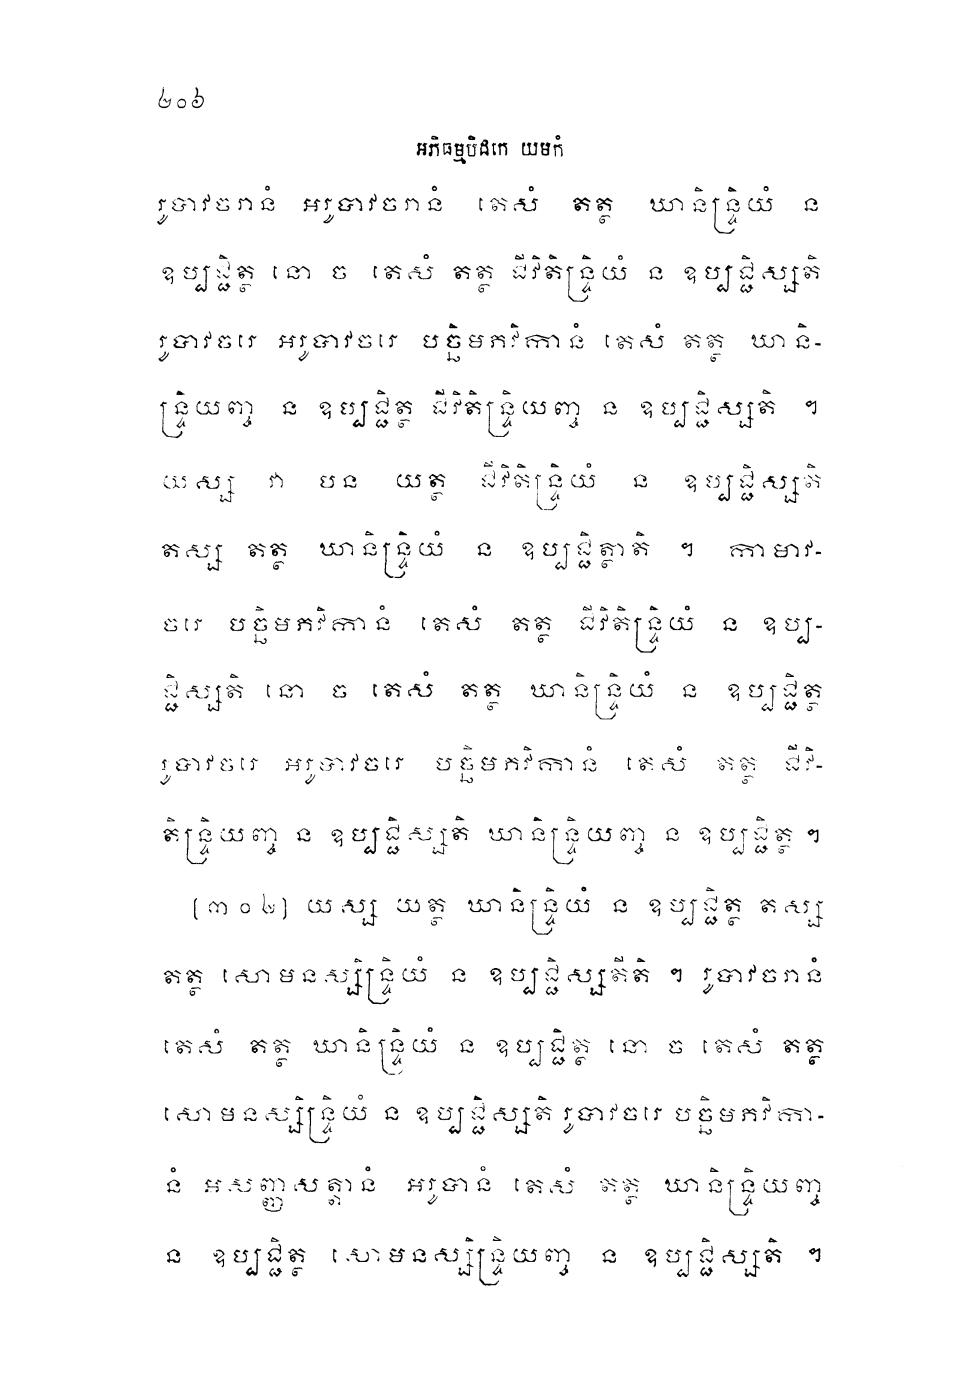 ២០៦
អភិធម្មបិដកេ យមកំ
រូបាវចរានំ អរូបាវចរានំ តេសំ តត្ថ ឃានិន្ទ្រិយំ ន
ឧប្បជ្ជិត្ថ នោ ច តេសំ តត្ថ ជីវិតិន្ទ្រិយំ ន ឧប្បជ្ជិស្សតិ
រូបាវចរេ អរូបាវចរេ បច្ឆិមភវិកានំ តេសំ តត្ថ ឃានិ-
ន្ទ្រិយញ្ច ន ឧប្បជ្ជិត្ថ ជីវិតិន្ទ្រិយញ្ច ន ឧប្បជ្ជិស្សតិ ។
យស្ស វា បន យត្ថ ជីវិតិន្ទ្រិយំ ន ឧប្បជ្ជិស្សតិ
តស្ស តត្ថ ឃានិន្ទ្រិយំ ន ឧប្បជ្ជិត្ថាតិ ។ កាមាវ-
ចរេ បច្ឆិមភវិកានំ តេសំ តត្ថ ជីវិតិន្ទ្រិយំ ន ឧប្ប-
ជ្ជិស្សតិ នោ ច តេសំ តត្ថ ឃានិន្ទ្រិយំ ន ឧប្បជ្ជិត្ថ
រូបាវចរេ អរូបាវចរេ បច្ឆិមភវិកានំ តេសំ តត្ថ ជីវិ-
តិន្ទ្រិយញ្ច ន ឧប្បជ្ជិស្សតិ ឃានិន្ទ្រិយញ្ច ន ឧប្បជ្ជិត្ថ ។
(៣០៤) យស្ស យត្ថ ឃានិន្ទ្រិយំ ន ឧប្បជ្ជិត្ថ តស្ស
តត្ថ សោមនស្សិន្ទ្រិយំ ន ឧប្បជ្ជិស្សតីតិ ។ រូបាវចរានំ
តេសំ តត្ថ ឃានិន្ទ្រិយំ ន ឧប្បជ្ជិត្ថ នោ ច តេសំ តត្ថ
សោមនស្សិន្ទ្រិយំ ន ឧប្បជ្ជិស្សតិ រូបាវចរេ បច្ឆិមភវិកា-
នំ អសញ្ញសត្តានំ អរូបានំ តេសំ តត្ថ ឃានិន្ទ្រិយញ្ច
ន ឧប្បជ្ជិត្ថ សោមនស្សិន្ទ្រិយញ្ច ន ឧប្បជ្ជិស្សតិ ។